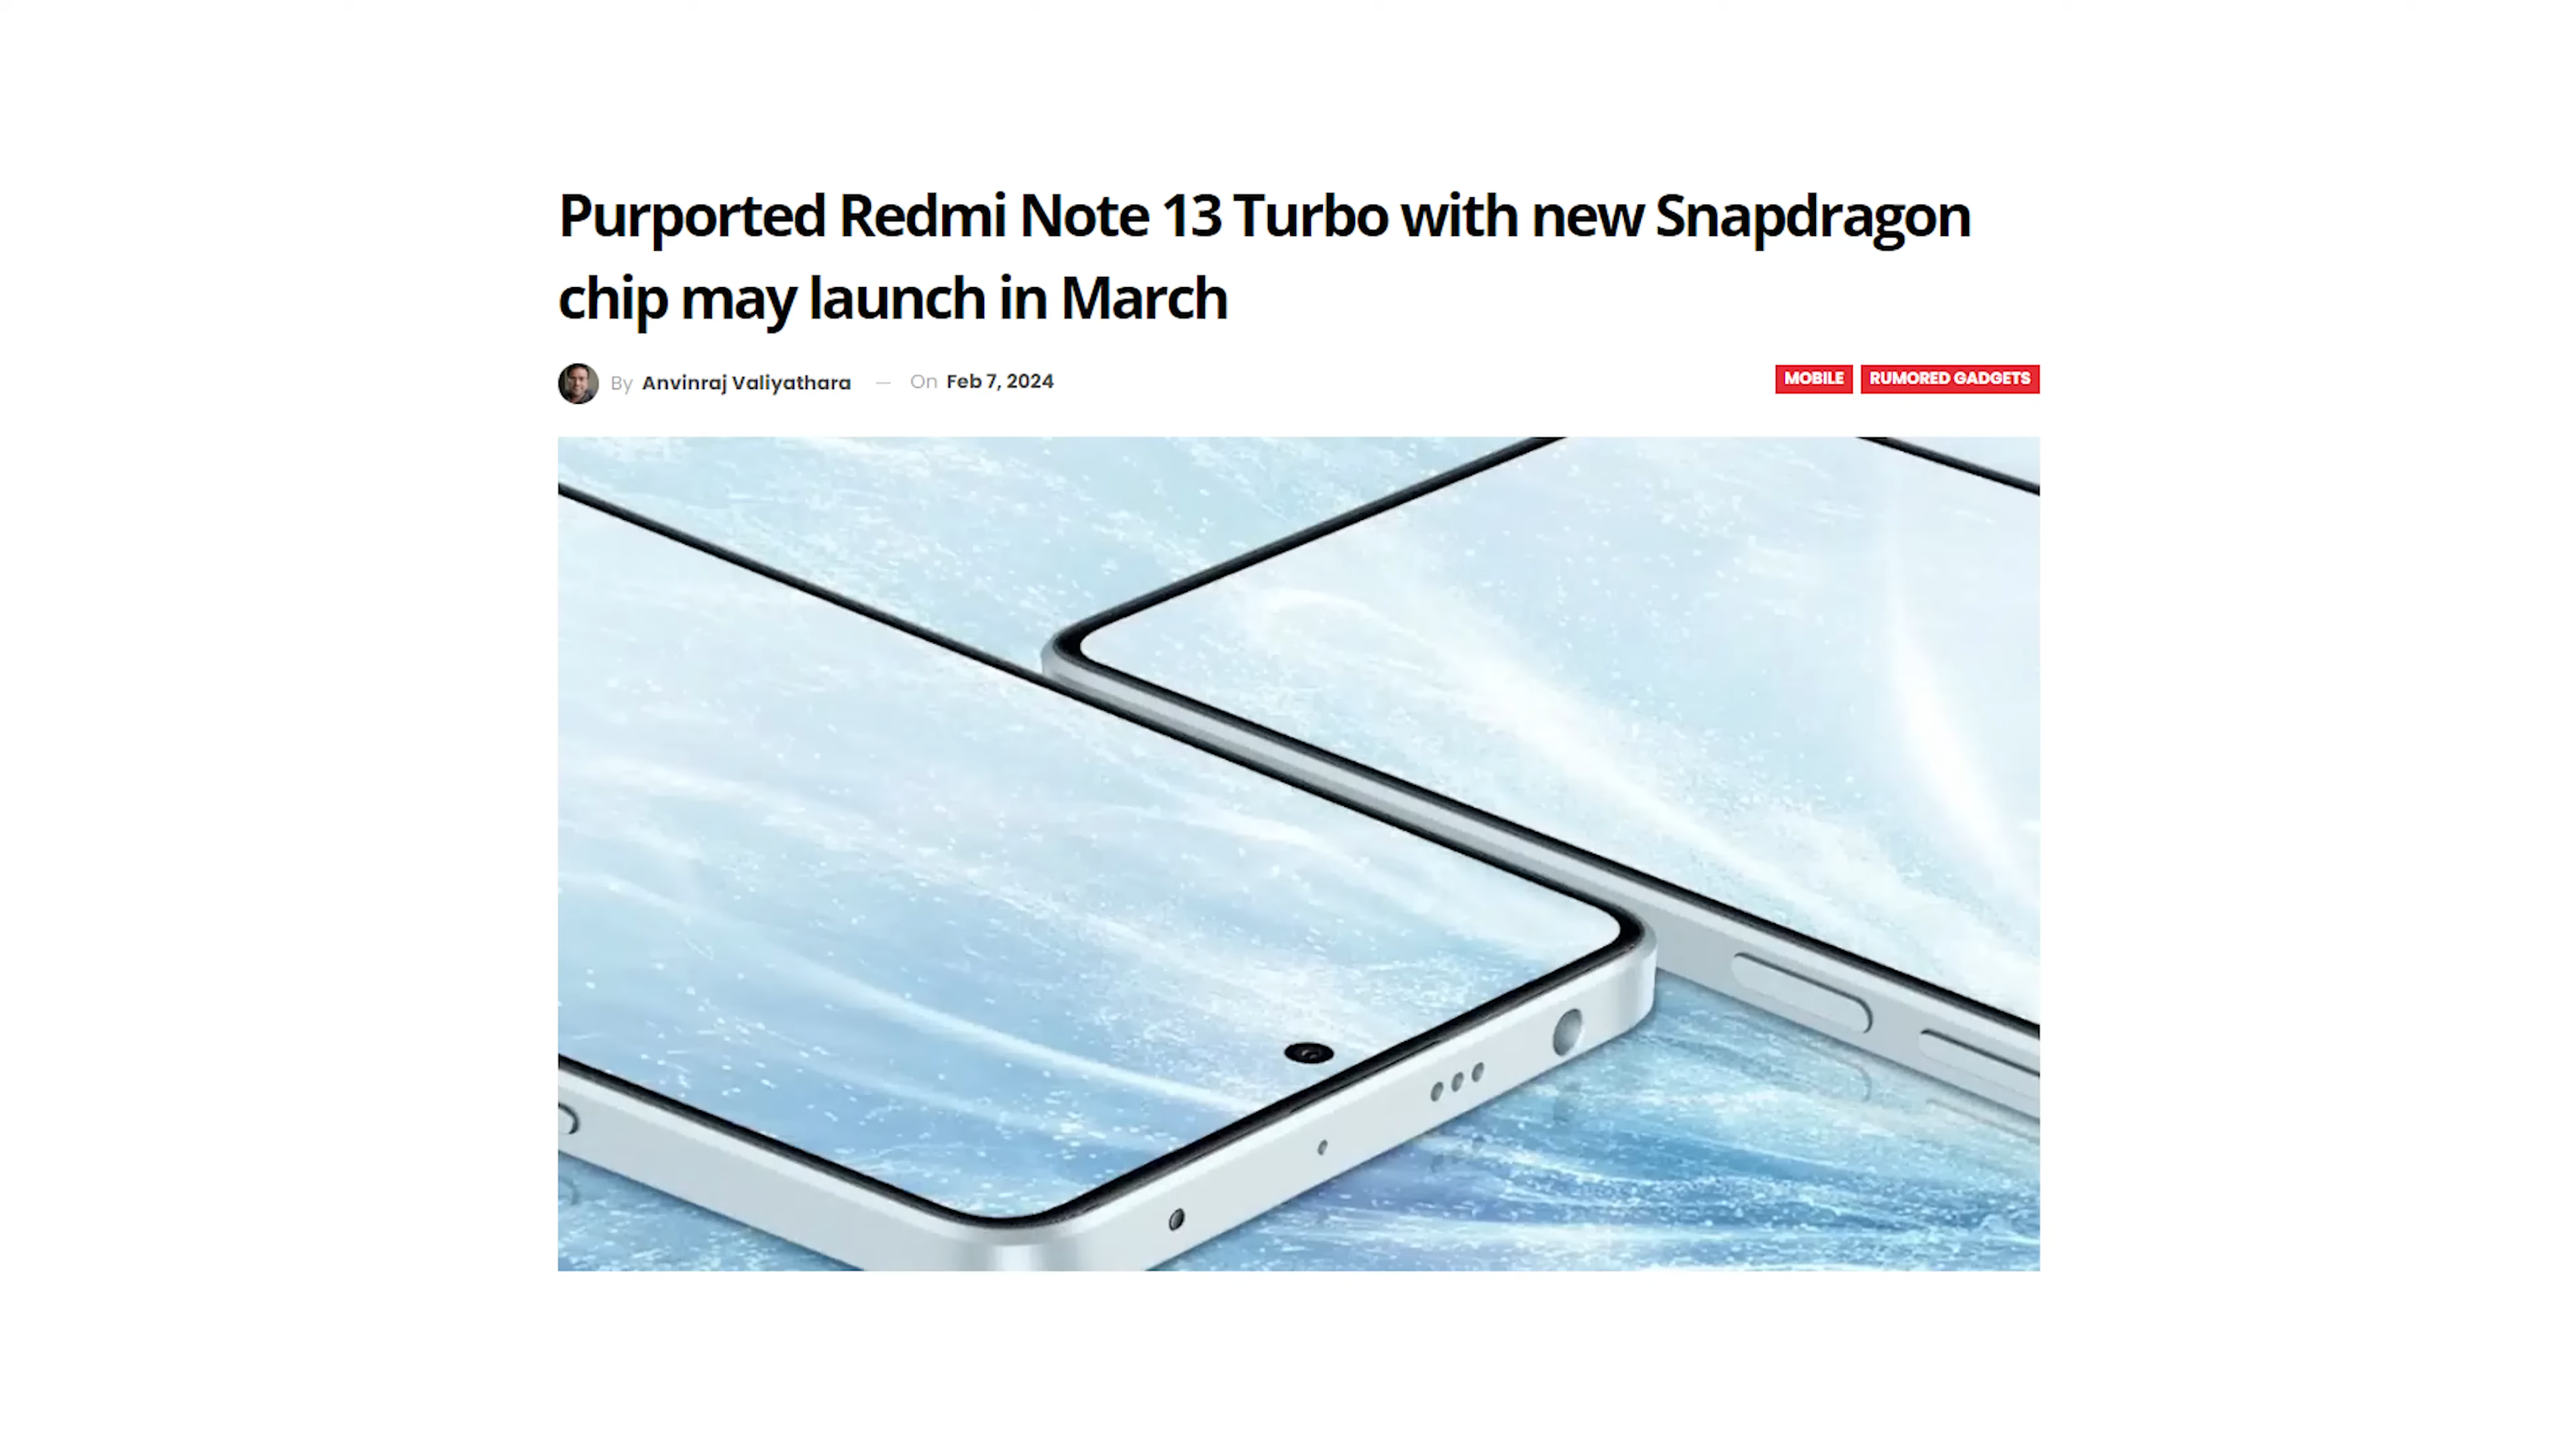 Purported Redmi Note 13 Turbo with new Snapdragon
chip may launch in March
By Anvinraj Valiyathara — On Feb 7, 2024
MOBILE RUMORED GADGETS